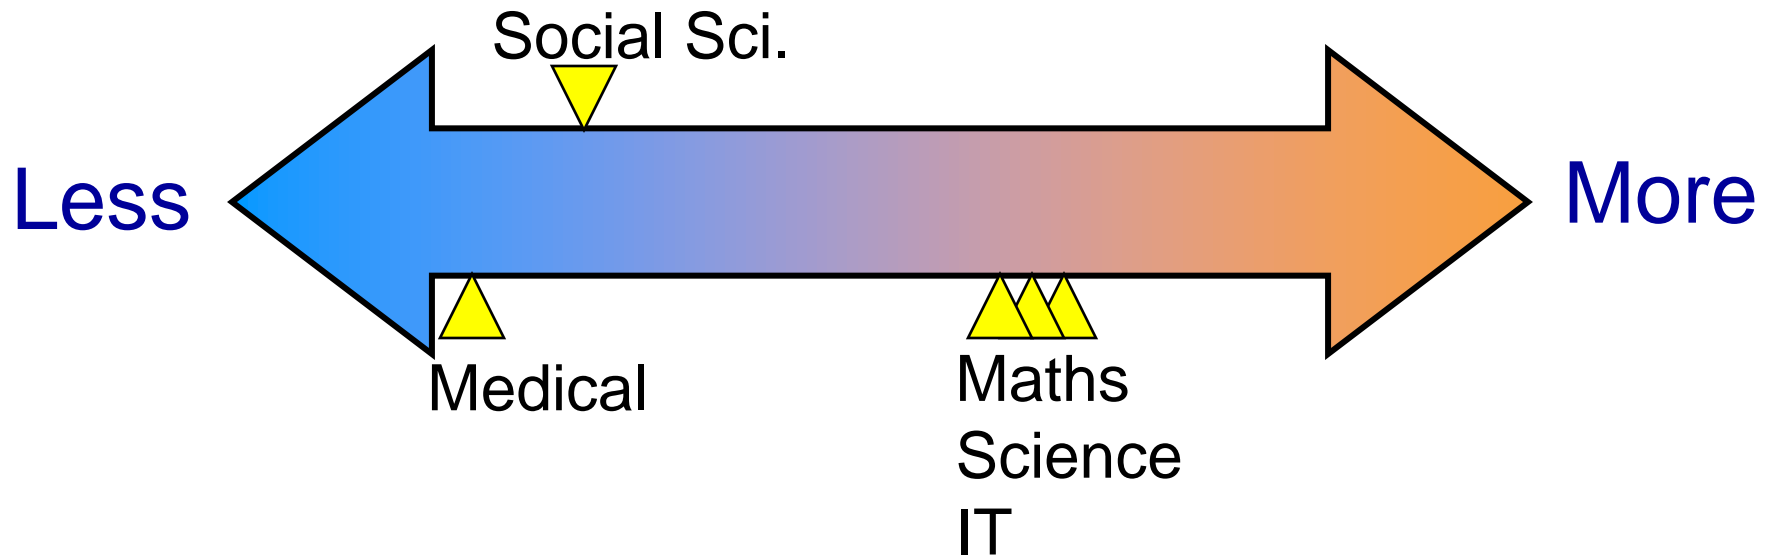 Social Sci.
Less
More
Medical
Maths
Science
IT